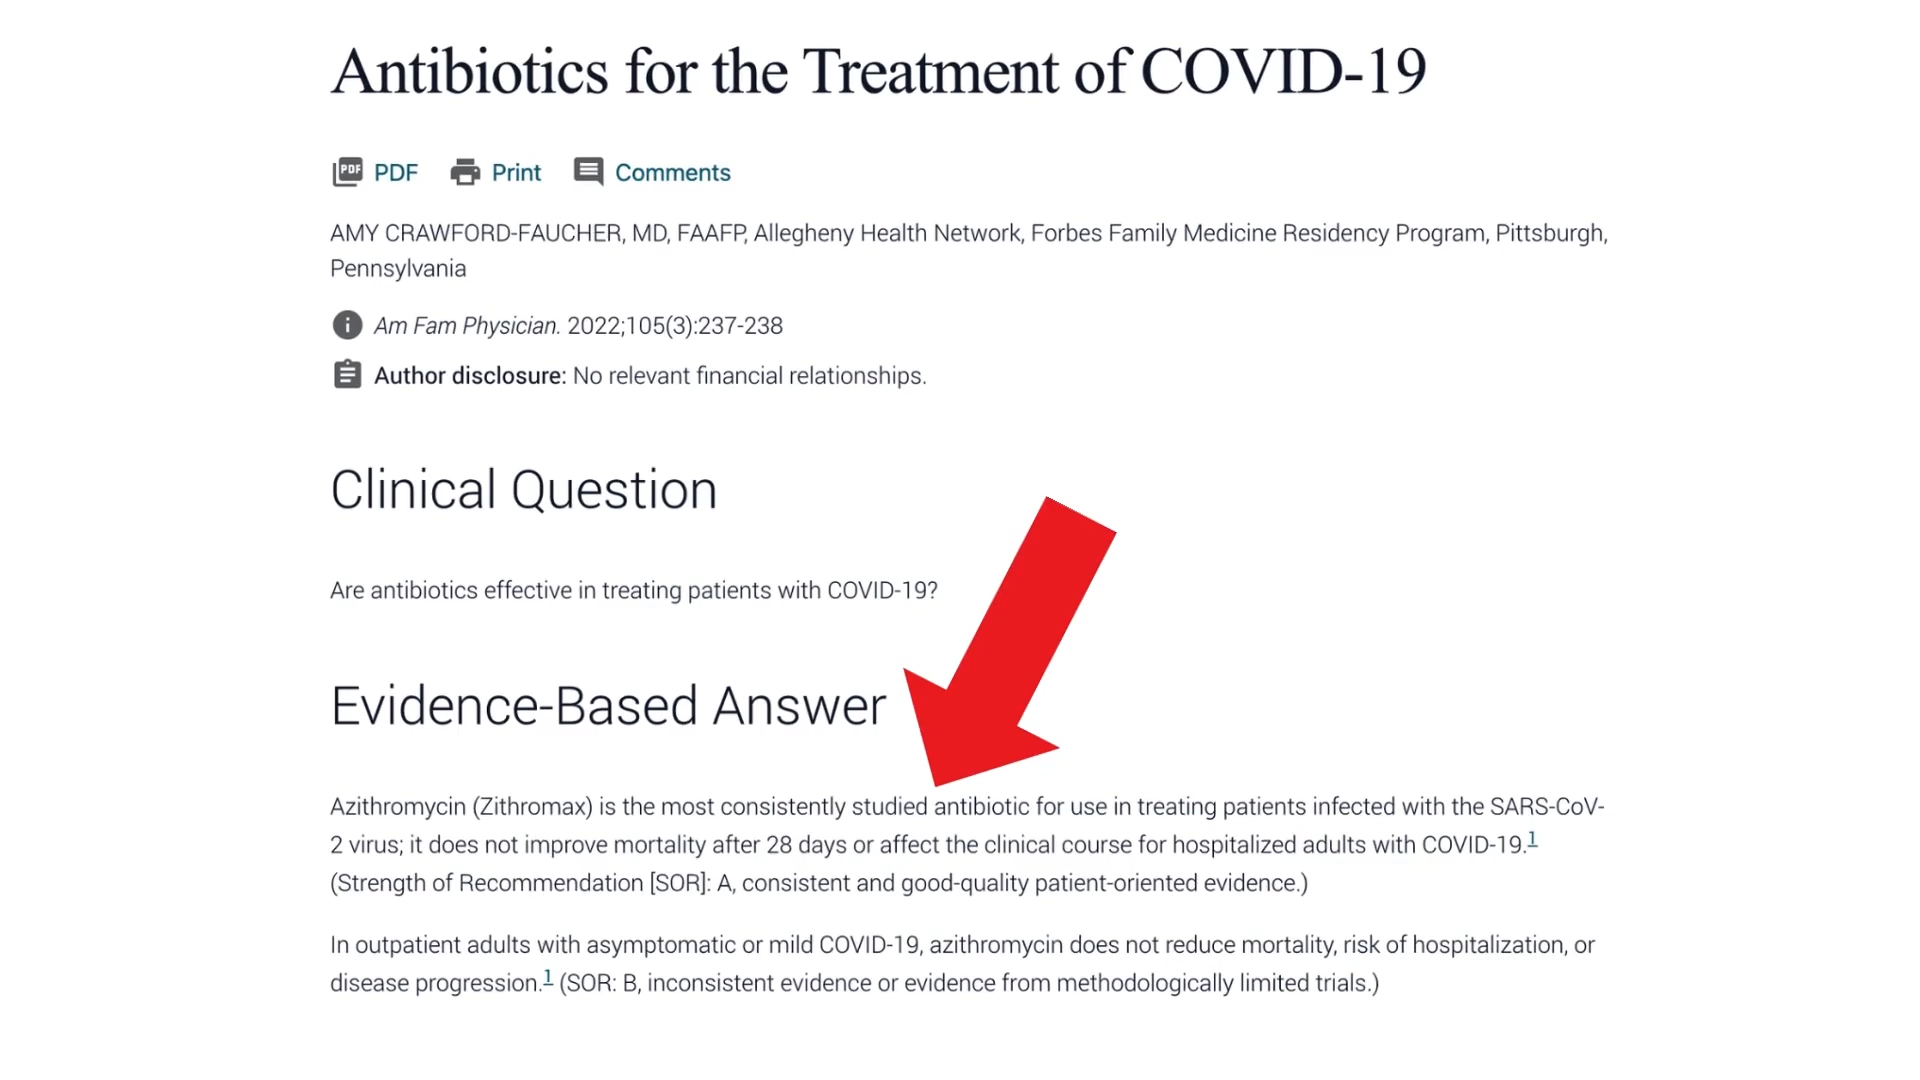 Antibiotics for the Treatment of COVID-19
PDF Print Comments
AMY CRAWFORD-FAUCHER, MD, FAAFP, Allegheny Health Network, Forbes Family Medicine Residency Program, Pittsburgh,
Pennsylvania
Am Fam Physician. 2022;105(3):237-238
Author disclosure: No relevant financial relationships.
Clinical Question
Are antibiotics effective in treating patients with COVID-19?
Evidence-Based Answer
Azithromycin (Zithromax) is the most consistently studied antibiotic for use in treating patients infected with the SARS-CoV-
2 virus; it does not improve mortality after 28 days or affect the clinical course for hospitalized adults with COVID-19.1
(Strength of Recommendation [SOR]: A, consistent and good-quality patient-oriented evidence.)
In outpatient adults with asymptomatic or mild COVID-19, azithromycin does not reduce mortality, risk of hospitalization, or
disease progression.1 (SOR: B, inconsistent evidence or evidence from methodologically limited trials.)